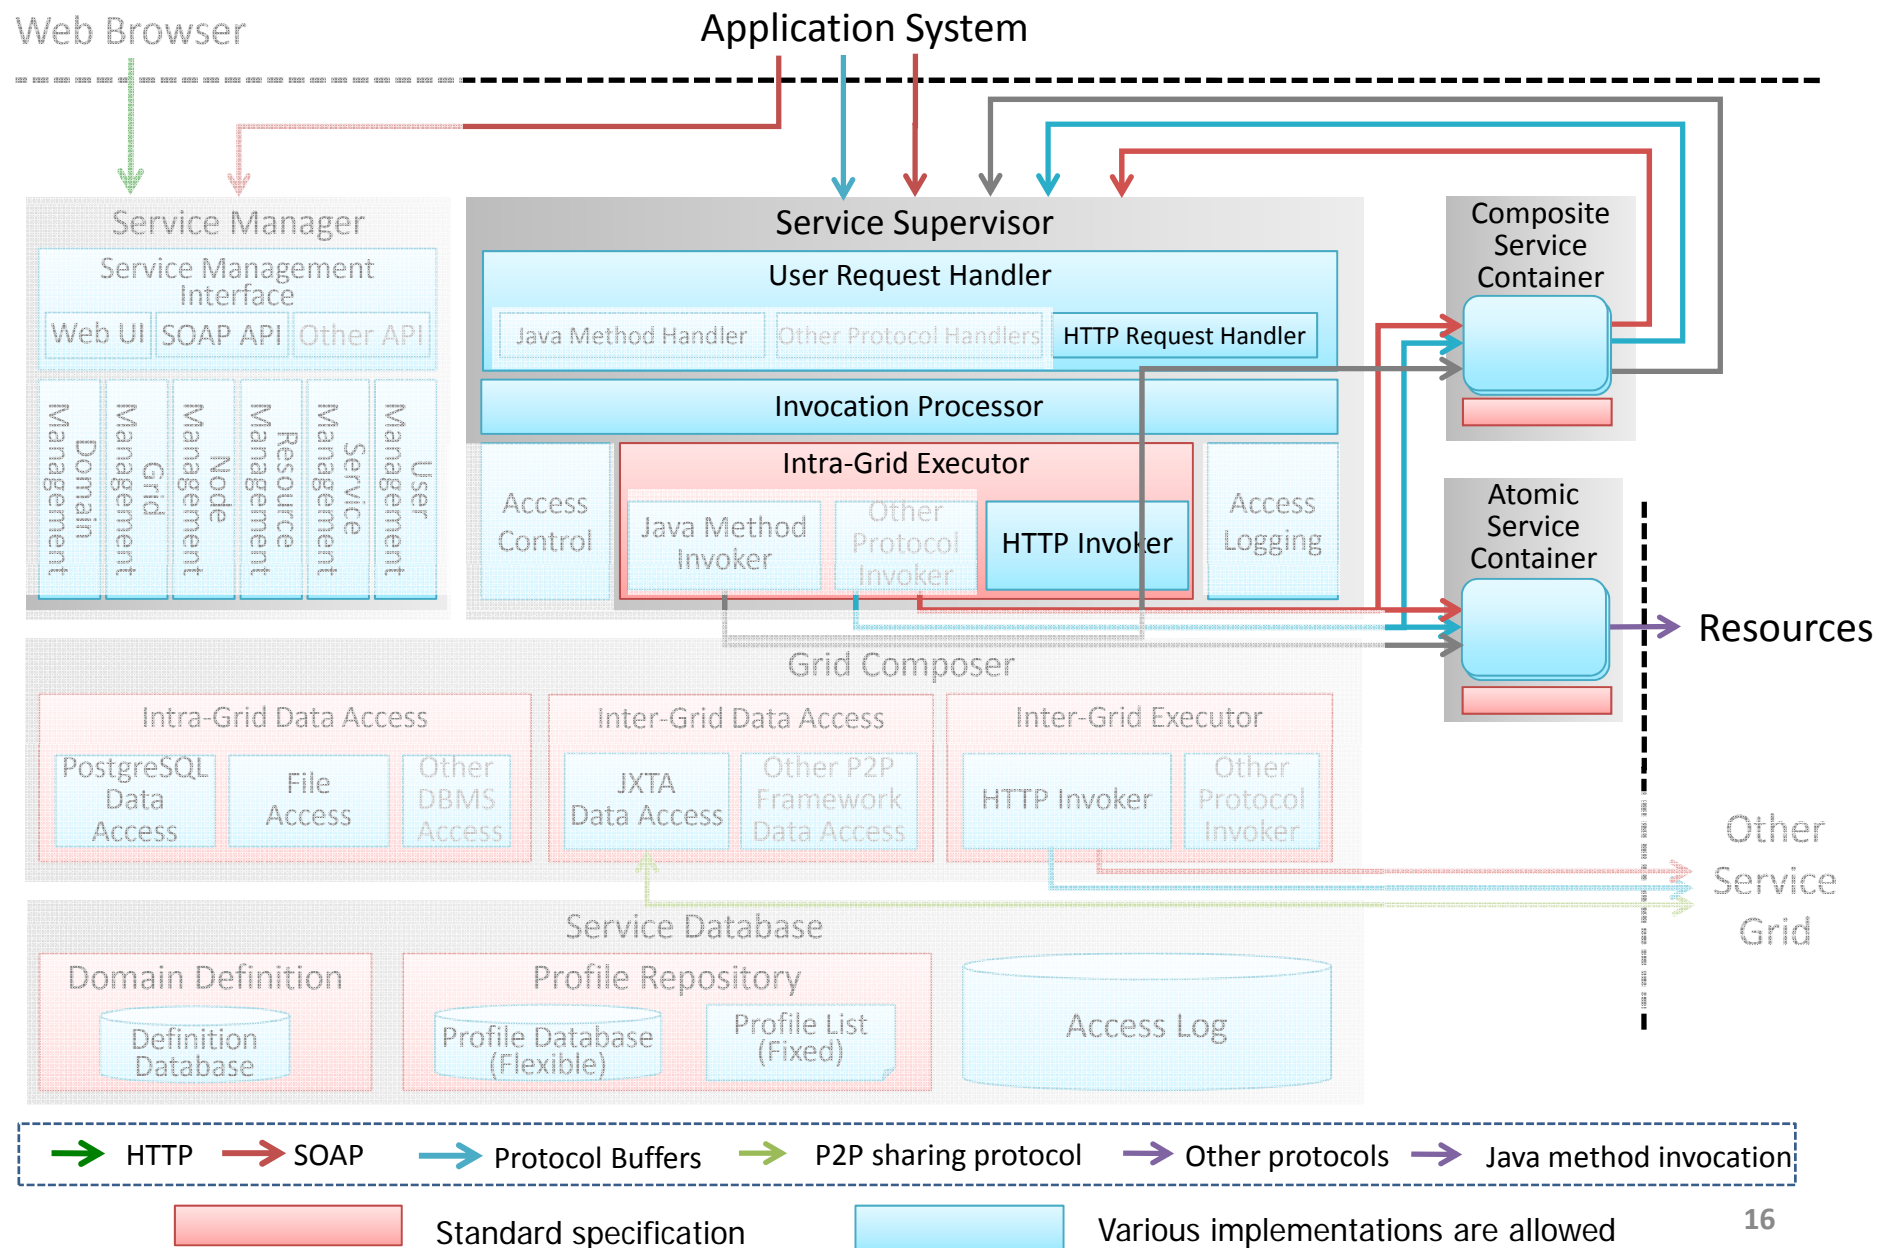 Web Browser
Application System
Service Manager
Service Management
Interface
Web UI
SOAP API
Other API
Domain
Management
Grid
Management
Node
Management
Resource
Management
Service
Management
User
Management
Service Supervisor
User Request Handler
Java Method Handler
Other Protocol Handlers
HTTP Request Handler
Invocation Processor
Access
Control
Intra-Grid Executor
Java Method
Invoker
Other
Protocol
Invoker
HTTP Invoker
Access
Logging
Composite
Service
Container
Atomic
Service
Container
Resources
Grid Composer
Intra-Grid Data Access
PostgreSQL
Data
Access
File
Access
Other
DBMS
Access
Inter-Grid Data Access
JXTA
Data Access
Other P2P
Framework
Data Access
Inter-Grid Executor
HTTP Invoker
Other
Protocol
Invoker
Other
Service
Grid
Service Database
Domain Definition
Definition
Database
Profile Repository
Profile Database
(Flexible)
Profile List
(Fixed)
Access Log
HTTP
SOAP
Protocol Buffers
P2P sharing protocol
Other protocols
Java method invocation
Standard specification
Various implementations are allowed
16